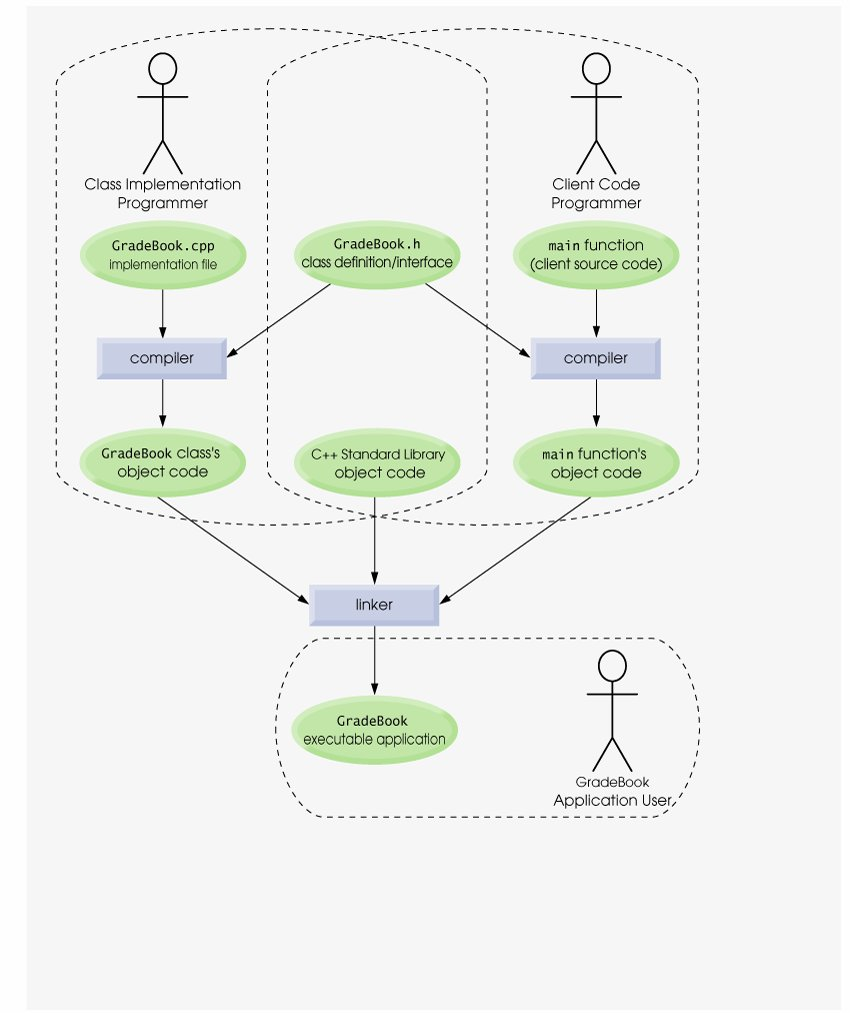 Class Implementation
Programmer
Client Code
Programmer
GradeBook.cpp
implementation file
GradeBook.h
class definition/interface
main function
(client source code)
compiler
compiler
GradeBook class's
object code
C++ Standard Library
object code
main function's
object code
linker
GradeBook
executable application
GradeBook
Application User